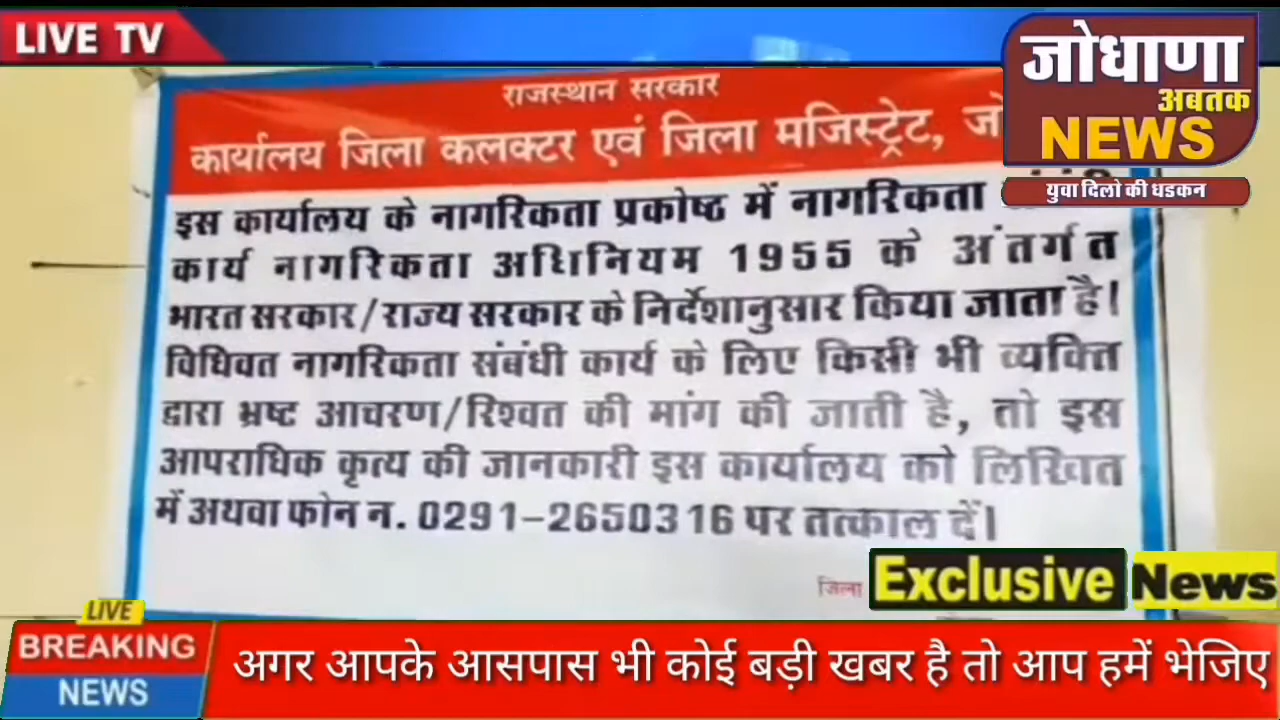 LIVE TV
जोधाणा
अबतक
NEWS
युवा दिलो की धडकन
राजस्थान सरकार
कार्यालय जिला कलक्टर एवं जिला मजिस्ट्रेट,
इस कार्यालय के नागरिकता प्रकोष्ठ में नागरिकता
कार्य नागरिकता अधिनियम 1955 के अंतर्गत
भारत सरकार/राज्य सरकार के निर्देशानुसार किया जाता है।
विधिवत नागरिकता संबंधी कार्य के लिए किसी भी व्यक्ति
द्वारा भ्रष्ट आचरण/रिश्वत की मांग की जाती है, तो इस
आपराधिक कृत्य की जानकारी इस कार्यालय को लिखित
में अथवा फोन न. 0291-2650316 पर तत्काल दें।
जिला
Exclusive News
LIVE
BREAKING
NEWS
अगर आपके आसपास भी कोई बड़ी खबर है तो आप हमें भेजिए